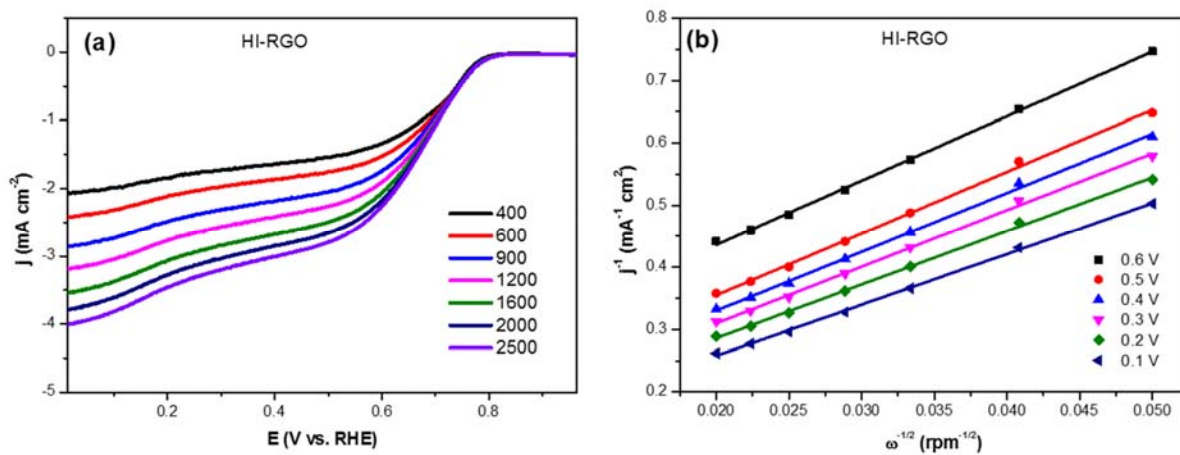 (a)
HI-RGO
0
-1
-2
-3
-4
-5
j (mA cm⁻²)
400
600
900
1200
1600
2000
2500
0.2
0.4
0.6
0.8
E (V vs. RHE)
(b)
HI-RGO
0.8
0.7
0.6
0.5
0.4
0.3
0.2
j⁻¹ (mA⁻¹ cm²)
0.6 V
0.5 V
0.4 V
0.3 V
0.2 V
0.1 V
0.020
0.025
0.030
0.035
0.040
0.045
0.050
ω⁻¹/² (rpm⁻¹/²)